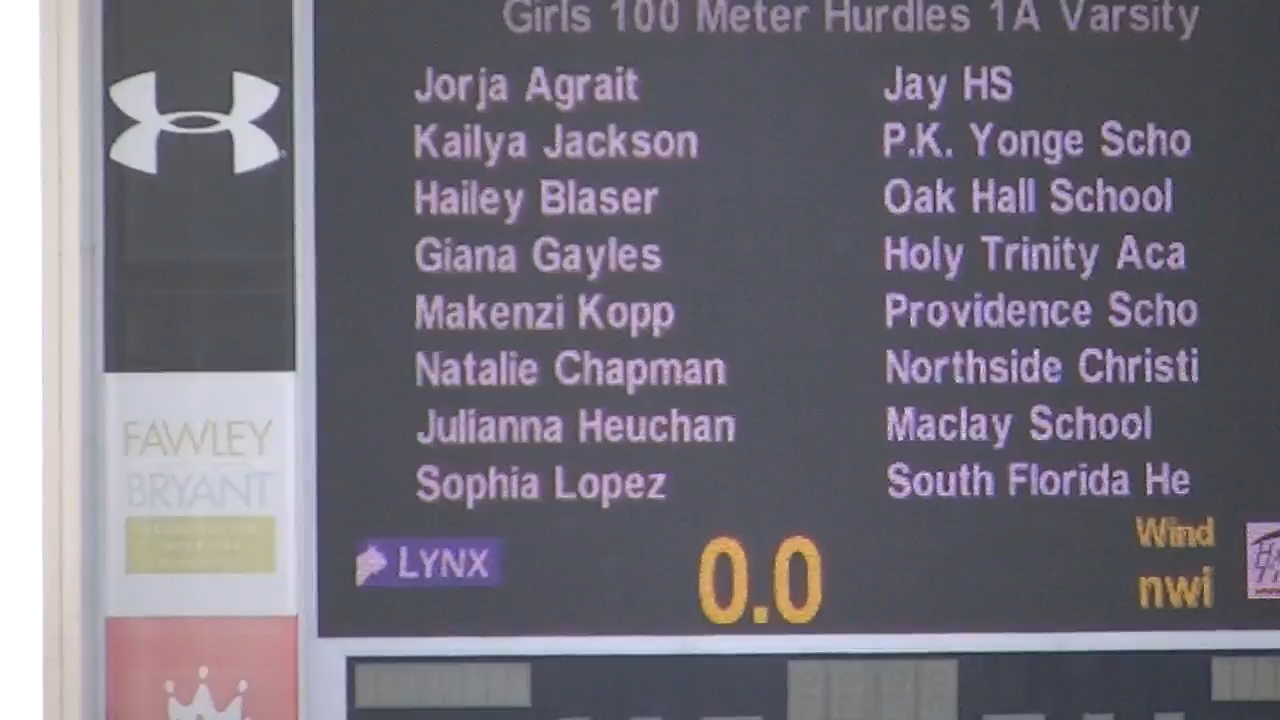 Girls 100 Meter Hurdles 1A Varsity
Jorja Agrait Jay HS
Kailya Jackson P.K. Yonge Scho
Hailey Blaser Oak Hall School
Giana Gayles Holy Trinity Aca
Makenzi Kopp Providence Scho
Natalie Chapman Northside Christi
Julianna Heuchan Maclay School
Sophia Lopez South Florida He
LYNX 0.0 Wind
nwi
FAWLEY
BRYANT